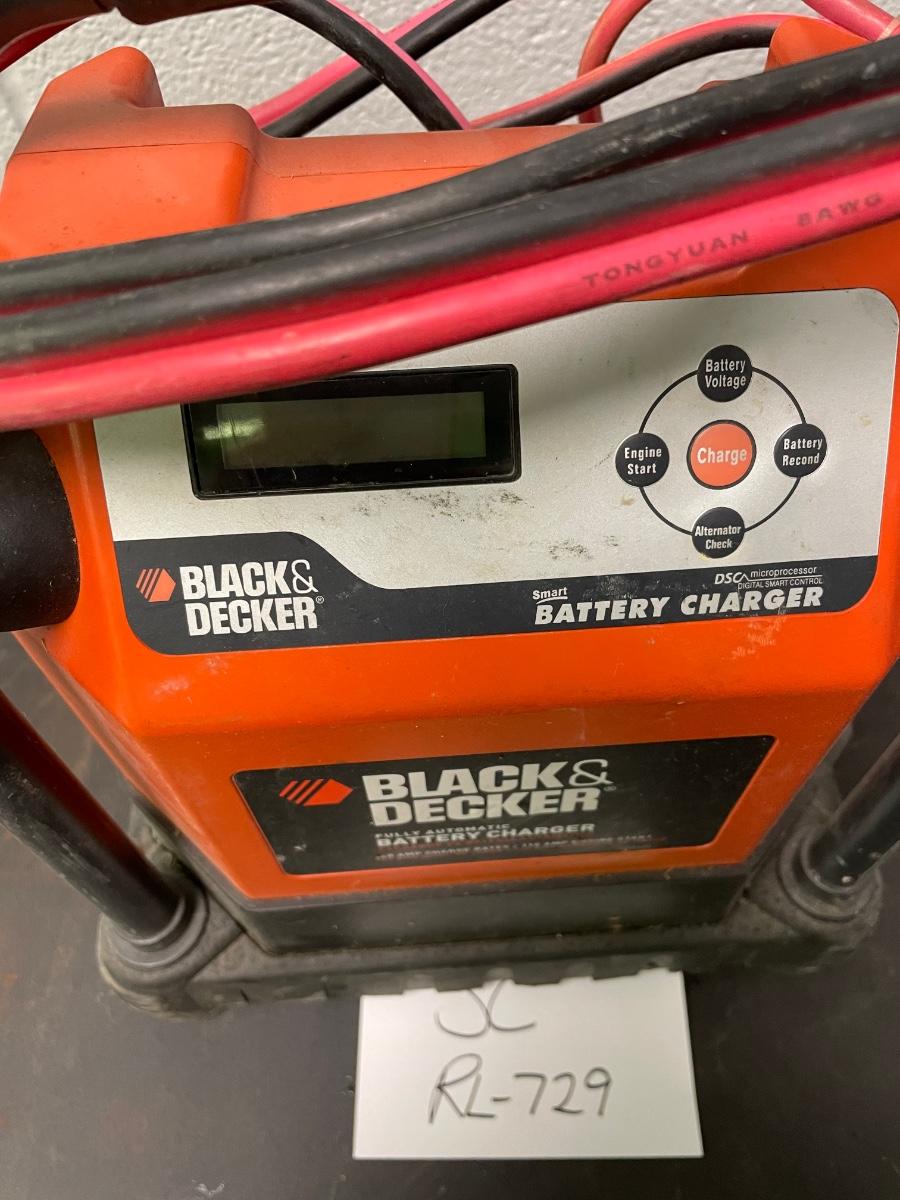 TONGYUAN 8AWG
Battery
Voltage
Engine
Start
Charge
Battery
Recond
Alternator
Check
BLACK&
DECKER®
DSC microprocessor
DIGITAL SMART CONTROL
Smart
BATTERY CHARGER
BLACK&
DECKER
FULLY AUTOMATIC
BATTERY CHARGER
RL-729